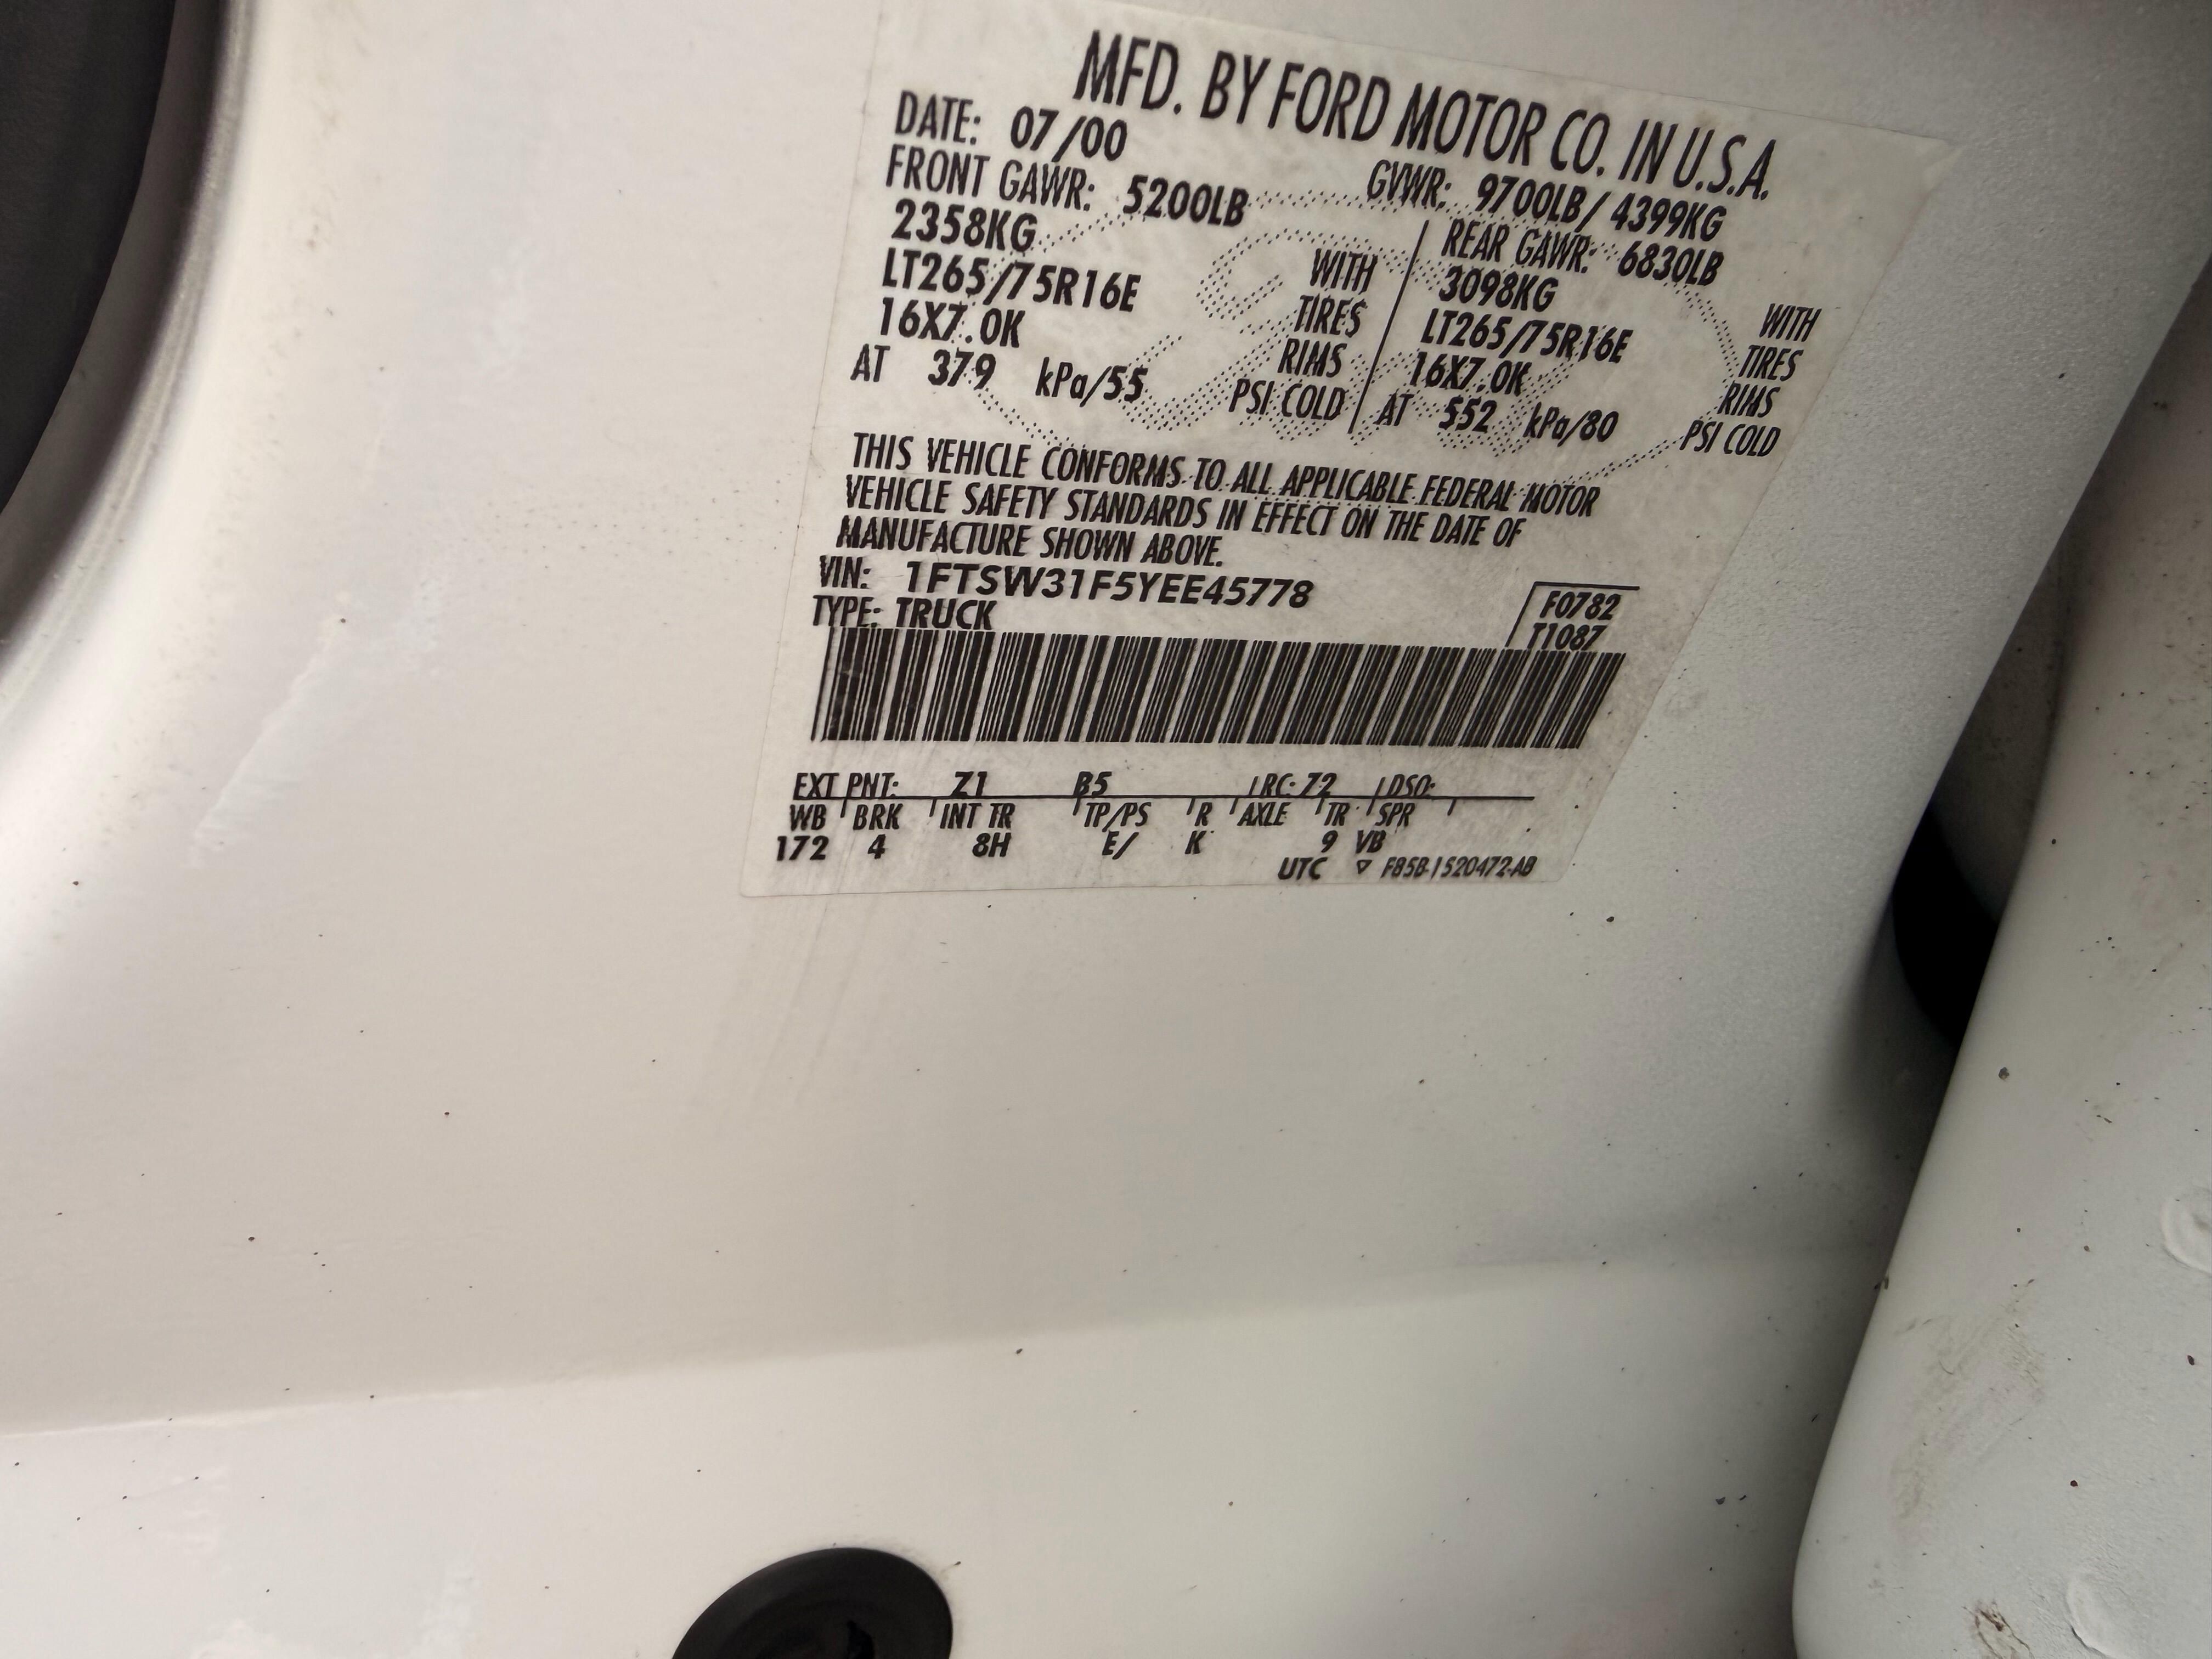 MFD. BY FORD MOTOR CO. IN U.S.A.
DATE: 07/00 GVWR: 9700LB/ 4399KG
FRONT GAWR: 5200LB REAR GAWR: 6830LB
2358KG WITH 3098KG WITH
LT265/75R16E TIRES LT265/75R16E TIRES
16X7.0K RIMS 16X7.0K RIMS
AT 379 kPa/55 PSI COLD AT 552 kPa/80 PSI COLD
THIS VEHICLE CONFORMS TO ALL APPLICABLE FEDERAL MOTOR
VEHICLE SAFETY STANDARDS IN EFFECT ON THE DATE OF
MANUFACTURE SHOWN ABOVE.
VIN: 1FTSW31F5YEE45778 F0782
TYPE: TRUCK T1087
EXT PNT: Z1 B5 RC: 72 DSO:
WB BRK INT TR TP/PS R AXLE TR SPR
172 4 8H E/ K 9 VB
UTC ▽ F85B-1520472-AB